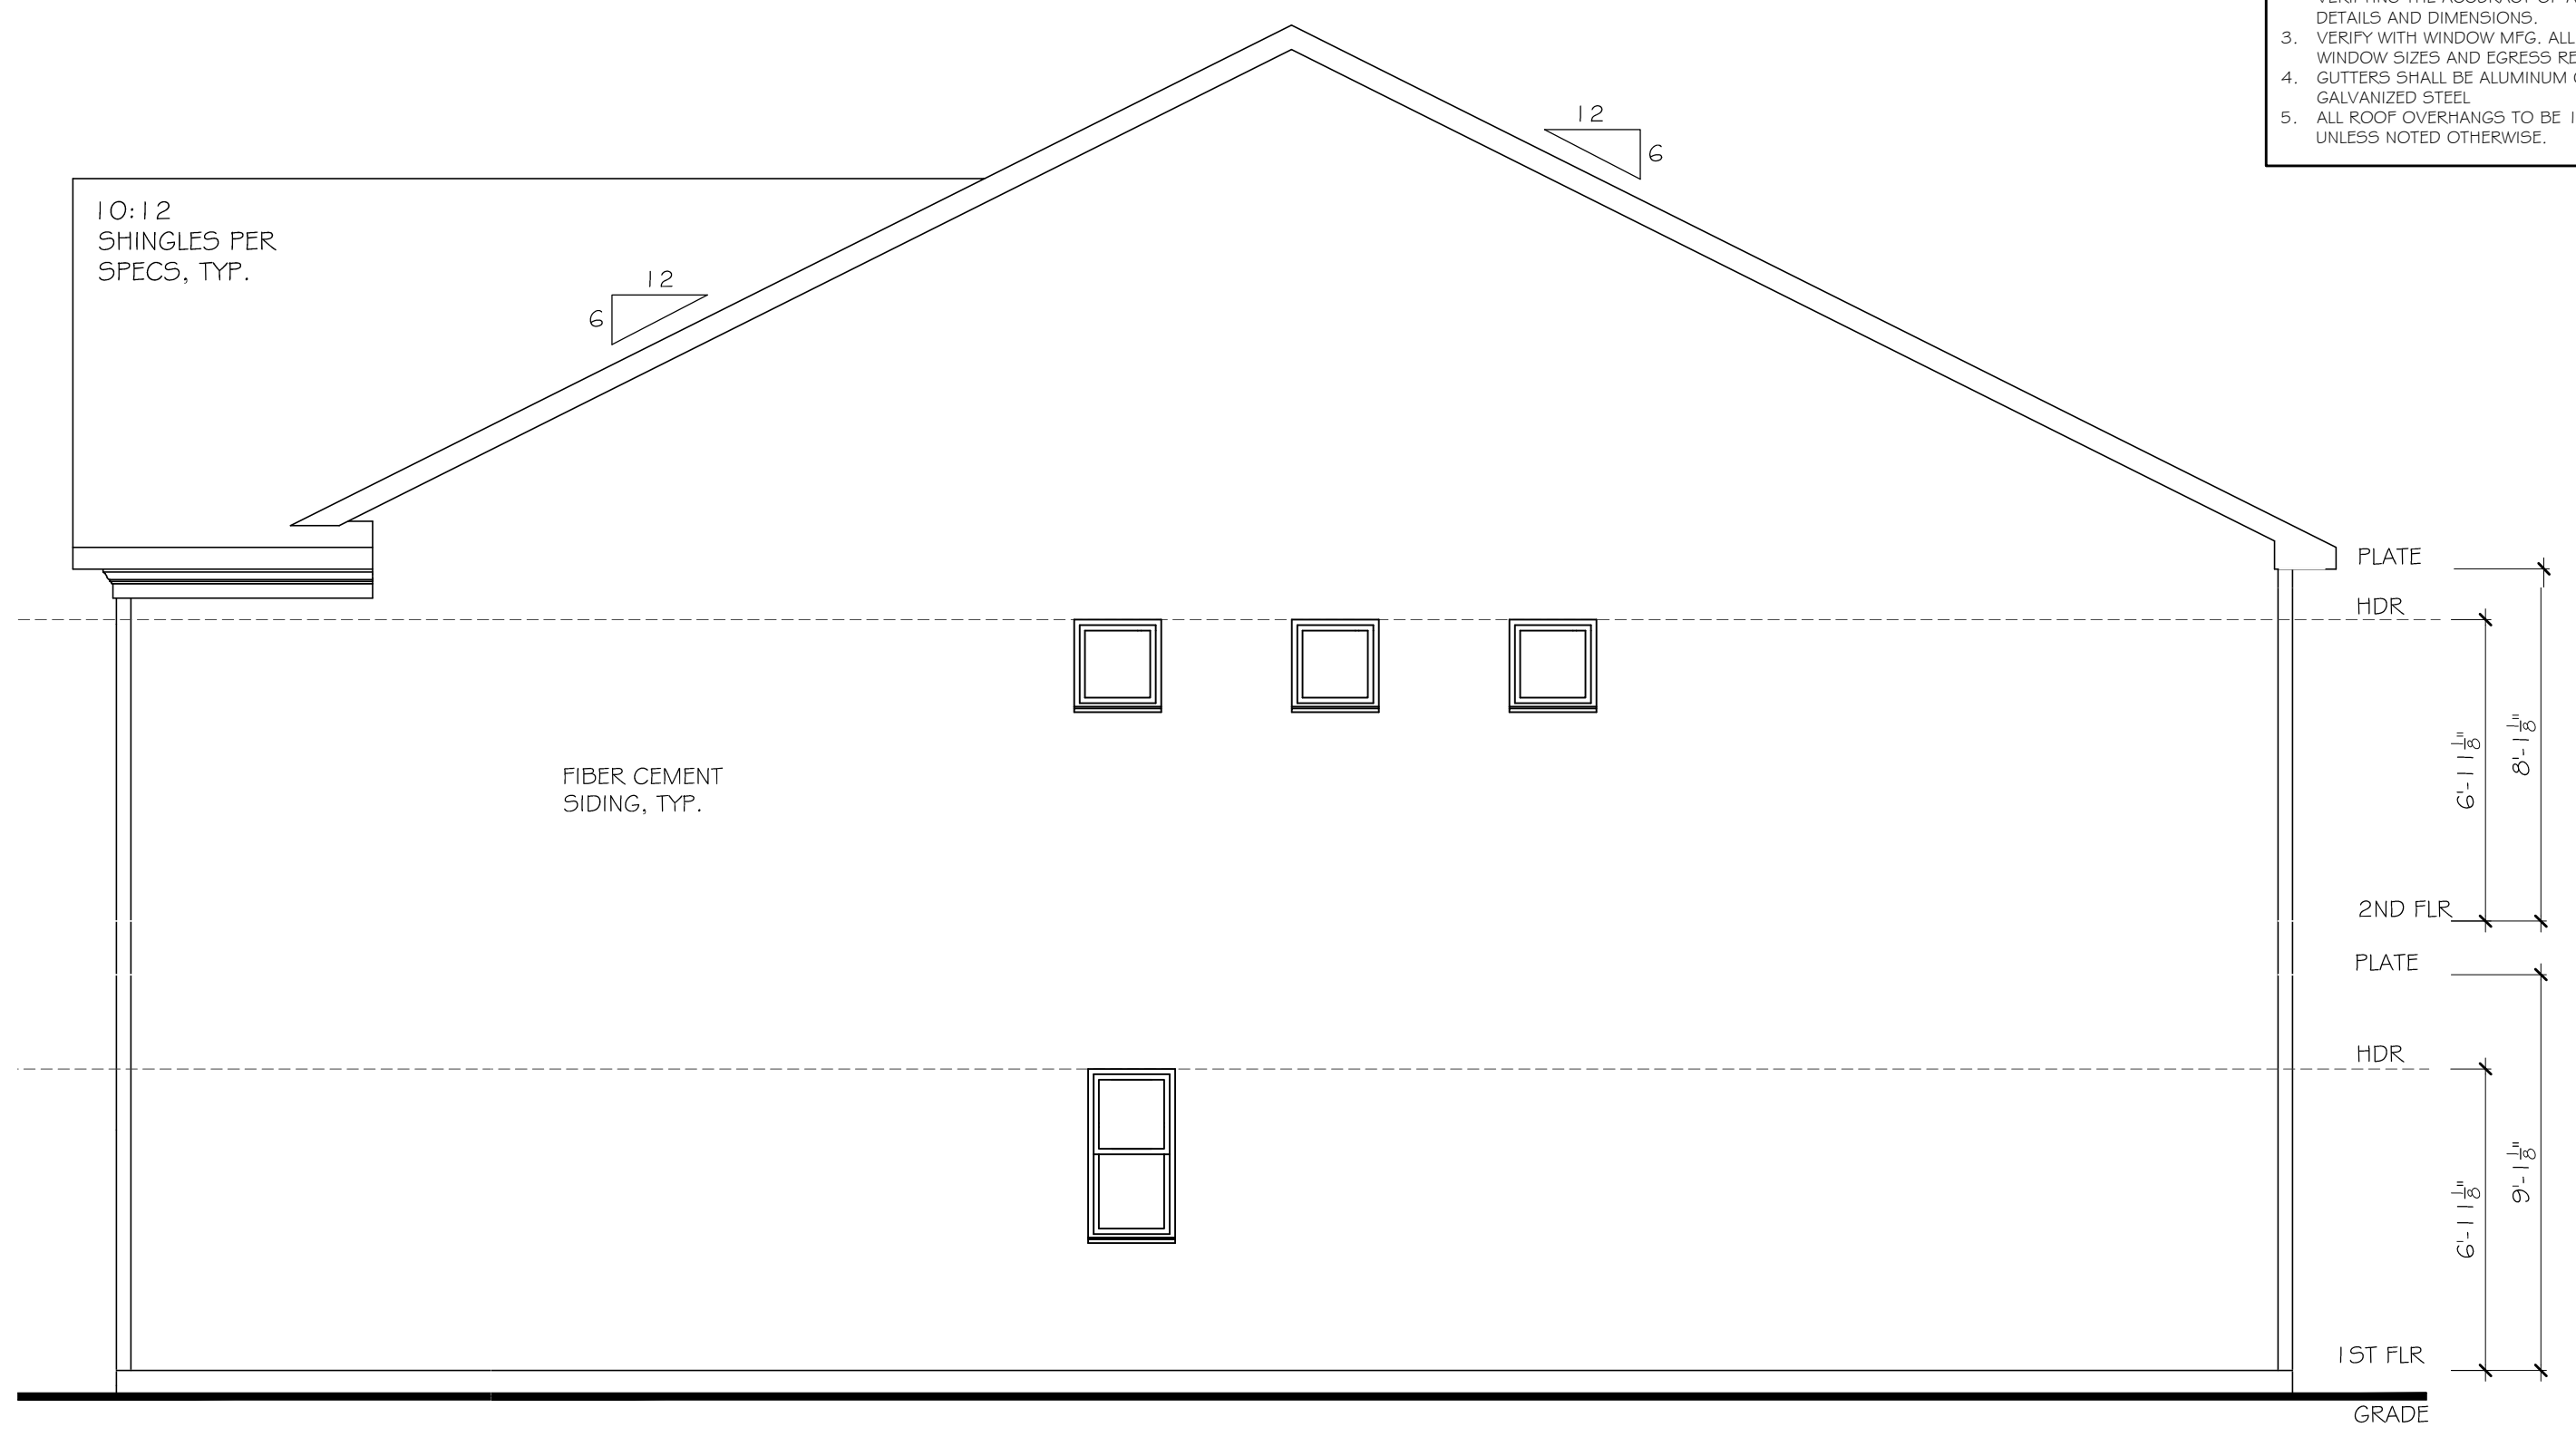 DETAILS AND DIMENSIONS.
3. VERIFY WITH WINDOW MFG. ALL
WINDOW SIZES AND EGRESS
4. GUTTERS SHALL BE ALUMINUM
GALVANIZED STEEL
5. ALL ROOF OVERHANGS TO BE
UNLESS NOTED OTHERWISE.
12
6
10:12
SHINGLES PER
SPECS, TYP.
12
6
PLATE
HDR
8'-1 1/8"
6'-11 1/8"
FIBER CEMENT
SIDING, TYP.
2ND FLR
PLATE
HDR
9'-1 1/8"
6'-11 1/8"
1ST FLR
GRADE